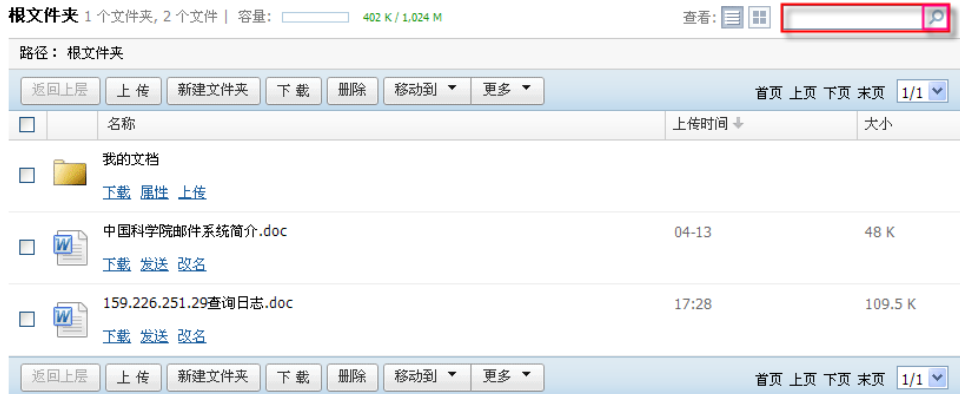 根文件夹 1 个文件夹, 2 个文件 | 容量: 402 K / 1,024 M 查看:
路径: 根文件夹
返回上层 上 传 新建文件夹 下 载 删除 移动到 更多 首页 上页 下页 末页 1/1
名称 上传时间 大小
我的文档
下载 属性 上传
中国科学院邮件系统简介.doc 04-13 48 K
下载 发送 改名
159.226.251.29查询日志.doc 17:28 109.5 K
下载 发送 改名
返回上层 上 传 新建文件夹 下 载 删除 移动到 更多 首页 上页 下页 末页 1/1